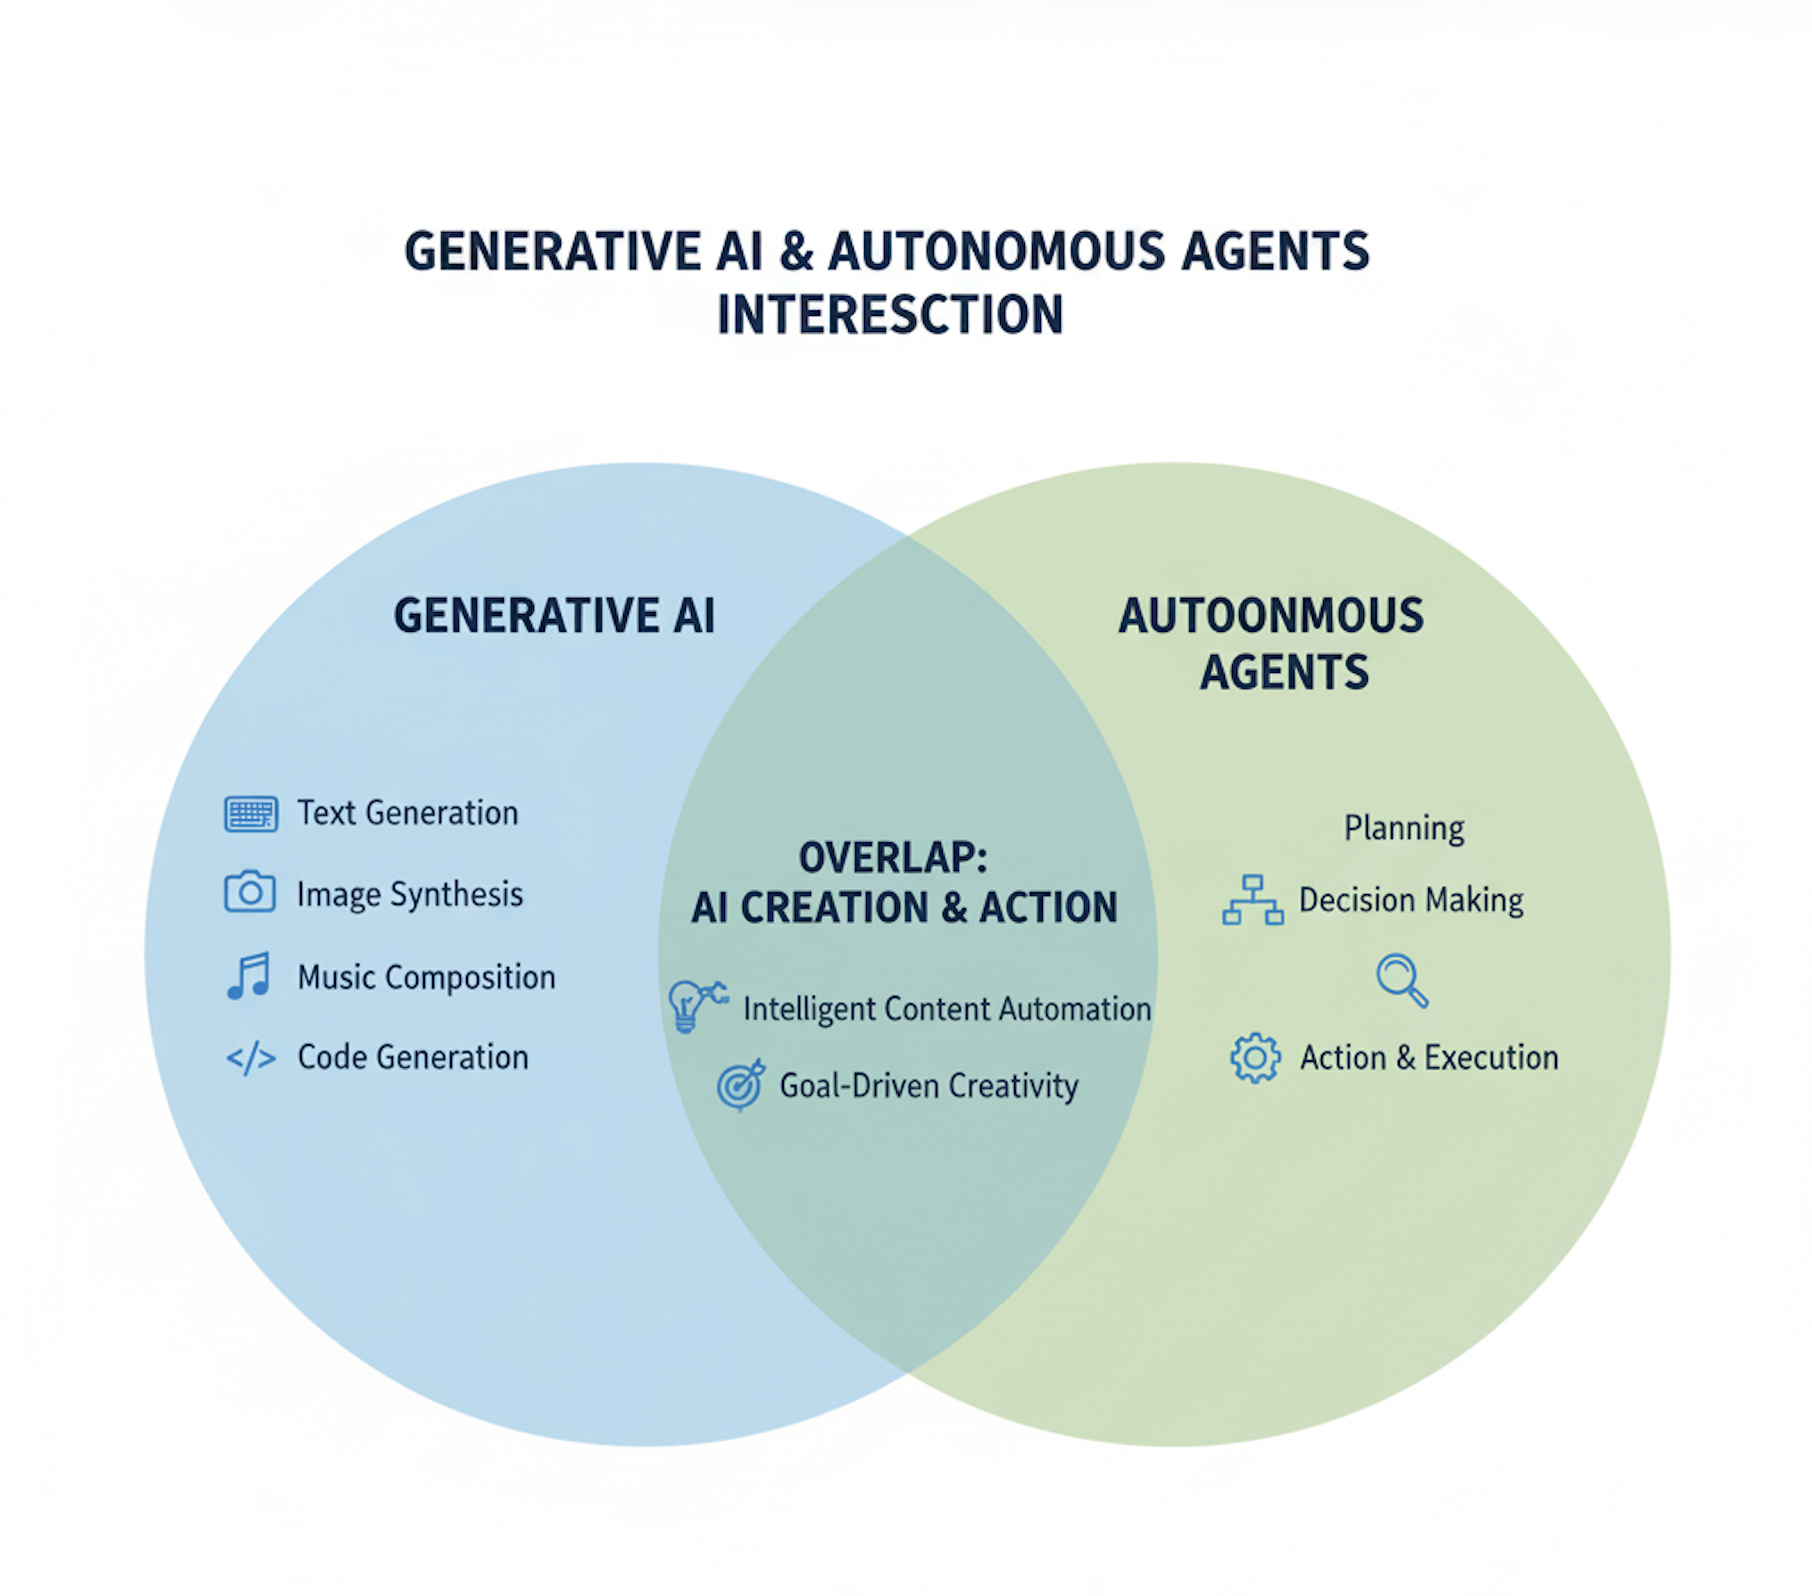 GENERATIVE AI & AUTONOMOUS AGENTS
INTERESCTION
GENERATIVE AI
Text Generation
Image Synthesis
Music Composition
Code Generation
OVERLAP:
AI CREATION & ACTION
Intelligent Content Automation
Goal-Driven Creativity
AUTOONMOUS
AGENTS
Planning
Decision Making
Action & Execution